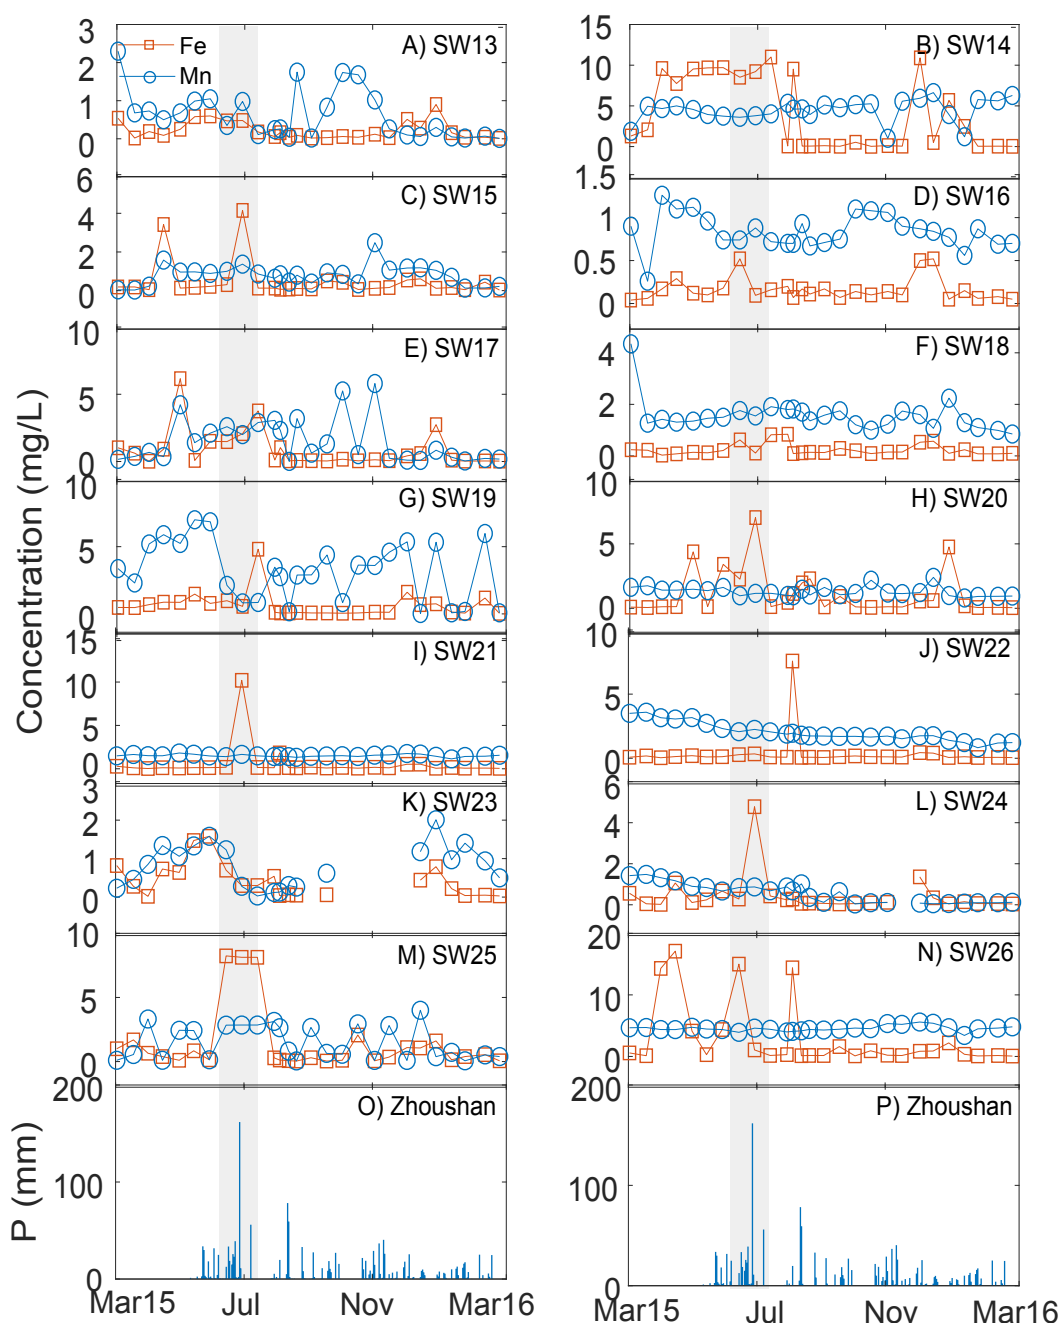 3
2
1
0
Fe
Mn
A) SW13
15
10
5
0
B) SW14
6
4
2
0
C) SW15
1.5
1
0.5
0
D) SW16
10
5
0
E) SW17
4
2
0
F) SW18
10
5
0
G) SW19
10
5
0
H) SW20
15
10
5
0
I) SW21
10
5
0
J) SW22
3
2
1
0
K) SW23
6
4
2
0
L) SW24
10
5
0
M) SW25
20
10
0
N) SW26
200
100
0
O) Zhoushan
200
100
0
P) Zhoushan
Concentration (mg/L)
P (mm)
Mar15
Jul
Nov
Mar16
Mar15
Jul
Nov
Mar16